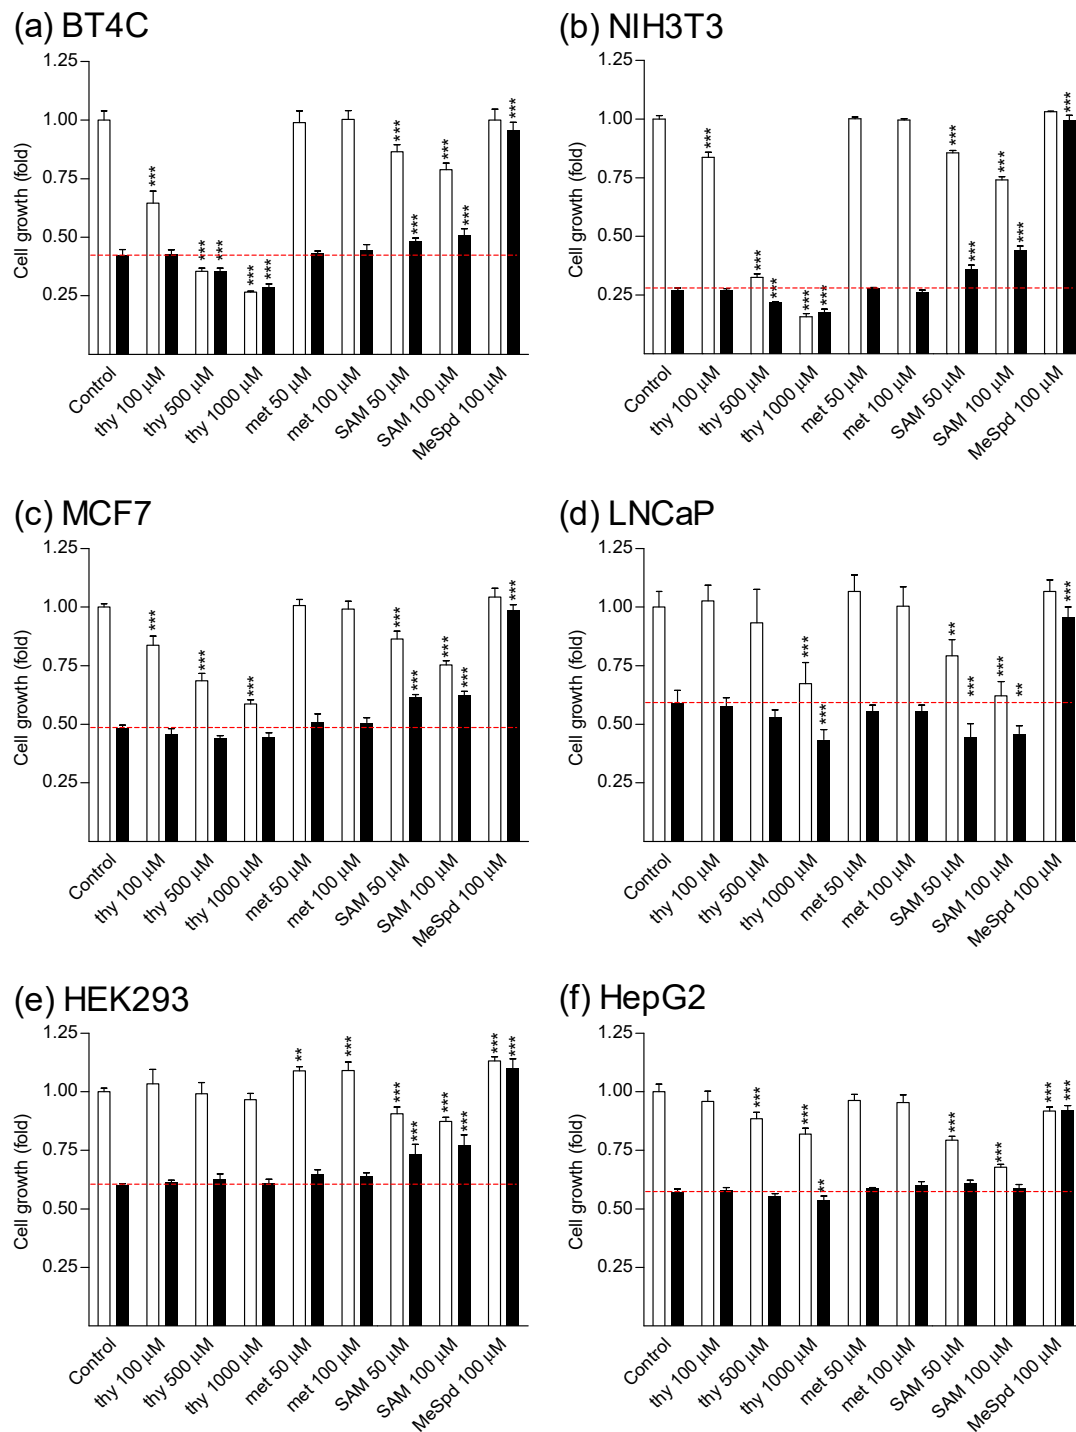 (a) BT4C
Cell growth (fold)
1.25
1.00
0.75
0.50
0.25
*** *** *** *** *** *** *** *** *** ***
Control
thy 100 µM
thy 500 µM
thy 1000 µM
met 50 µM
met 100 µM
SAM 50 µM
SAM 100 µM
MeSpd 100 µM
(b) NIH3T3
Cell growth (fold)
1.25
1.00
0.75
0.50
0.25
*** *** *** *** *** *** *** *** *** ***
Control
thy 100 µM
thy 500 µM
thy 1000 µM
met 50 µM
met 100 µM
SAM 50 µM
SAM 100 µM
MeSpd 100 µM
(c) MCF7
Cell growth (fold)
1.25
1.00
0.75
0.50
0.25
*** *** *** *** *** *** *** ***
Control
thy 100 µM
thy 500 µM
thy 1000 µM
met 50 µM
met 100 µM
SAM 50 µM
SAM 100 µM
MeSpd 100 µM
(d) LNCaP
Cell growth (fold)
1.25
1.00
0.75
0.50
0.25
*** *** ** *** *** ** ***
Control
thy 100 µM
thy 500 µM
thy 1000 µM
met 50 µM
met 100 µM
SAM 50 µM
SAM 100 µM
MeSpd 100 µM
(e) HEK293
Cell growth (fold)
1.25
1.00
0.75
0.50
0.25
** *** *** *** *** *** *** ***
Control
thy 100 µM
thy 500 µM
thy 1000 µM
met 50 µM
met 100 µM
SAM 50 µM
SAM 100 µM
MeSpd 100 µM
(f) HepG2
Cell growth (fold)
1.25
1.00
0.75
0.50
0.25
*** *** ** *** *** *** ***
Control
thy 100 µM
thy 500 µM
thy 1000 µM
met 50 µM
met 100 µM
SAM 50 µM
SAM 100 µM
MeSpd 100 µM